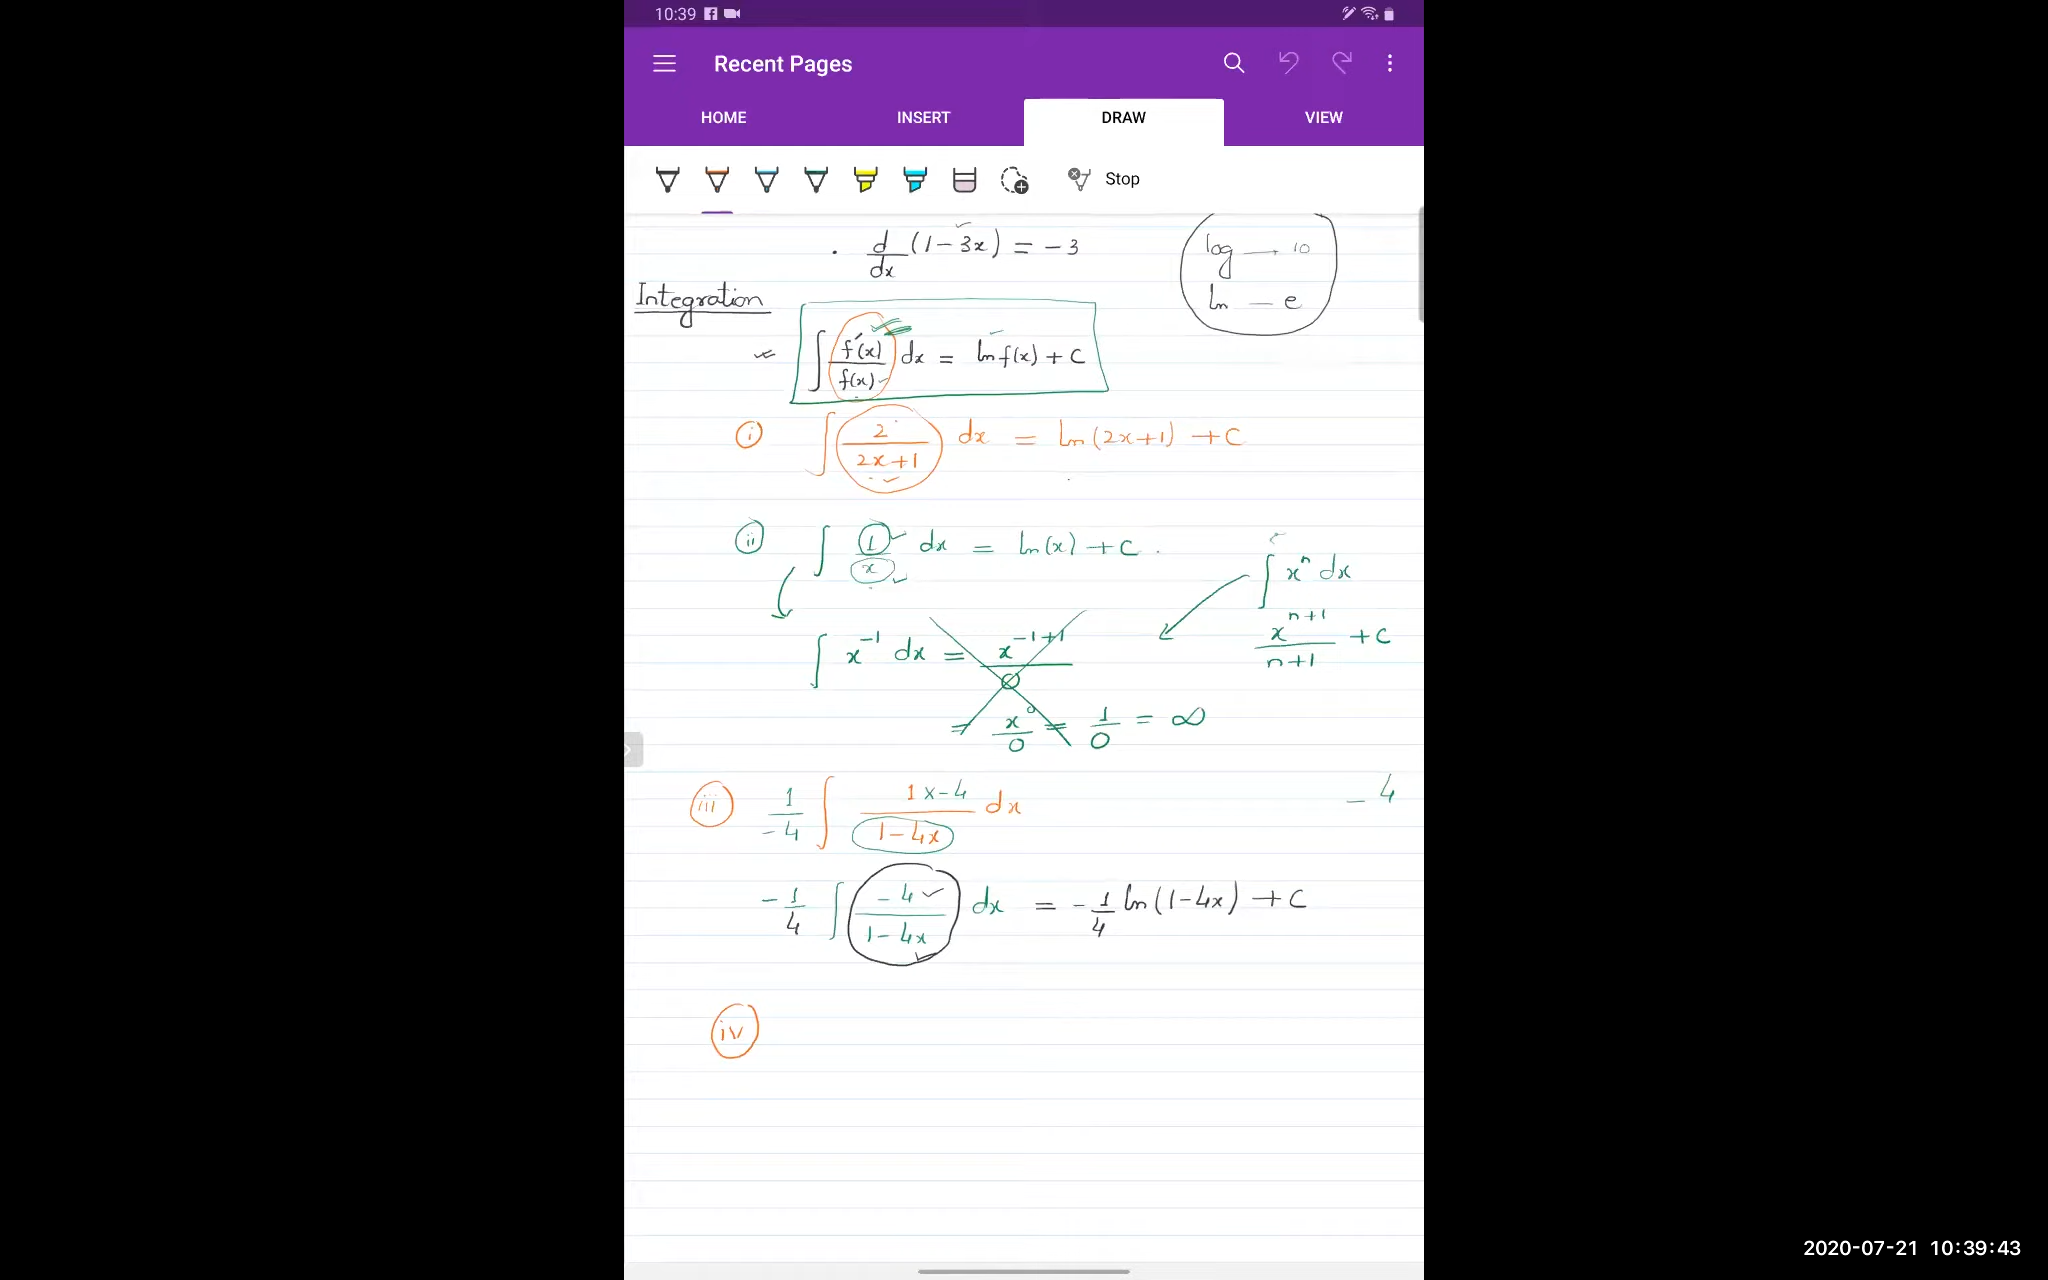 10:39
Recent Pages
HOME INSERT DRAW VIEW
Stop
. d/dx (1-3x) = -3
log — 10
ln — e
Integration
∫ f'(x)/f(x) dx = ln f(x) + C
(i) ∫ 2/(2x+1) dx = ln(2x+1) + C
(ii) ∫ 1/x dx = ln(x) + C .
∫ x^n dx
x^(n+1)/(n+1) + C
∫ x^-1 dx = x^(-1+1)/0
= x^0/0 = 1/0 = ∞
(iii) 1/-4 ∫ 1x-4/(1-4x) dx
-4
-1/4 ∫ -4/(1-4x) dx = -1/4 ln(1-4x) + C
(iv)
2020-07-21 10:39:43